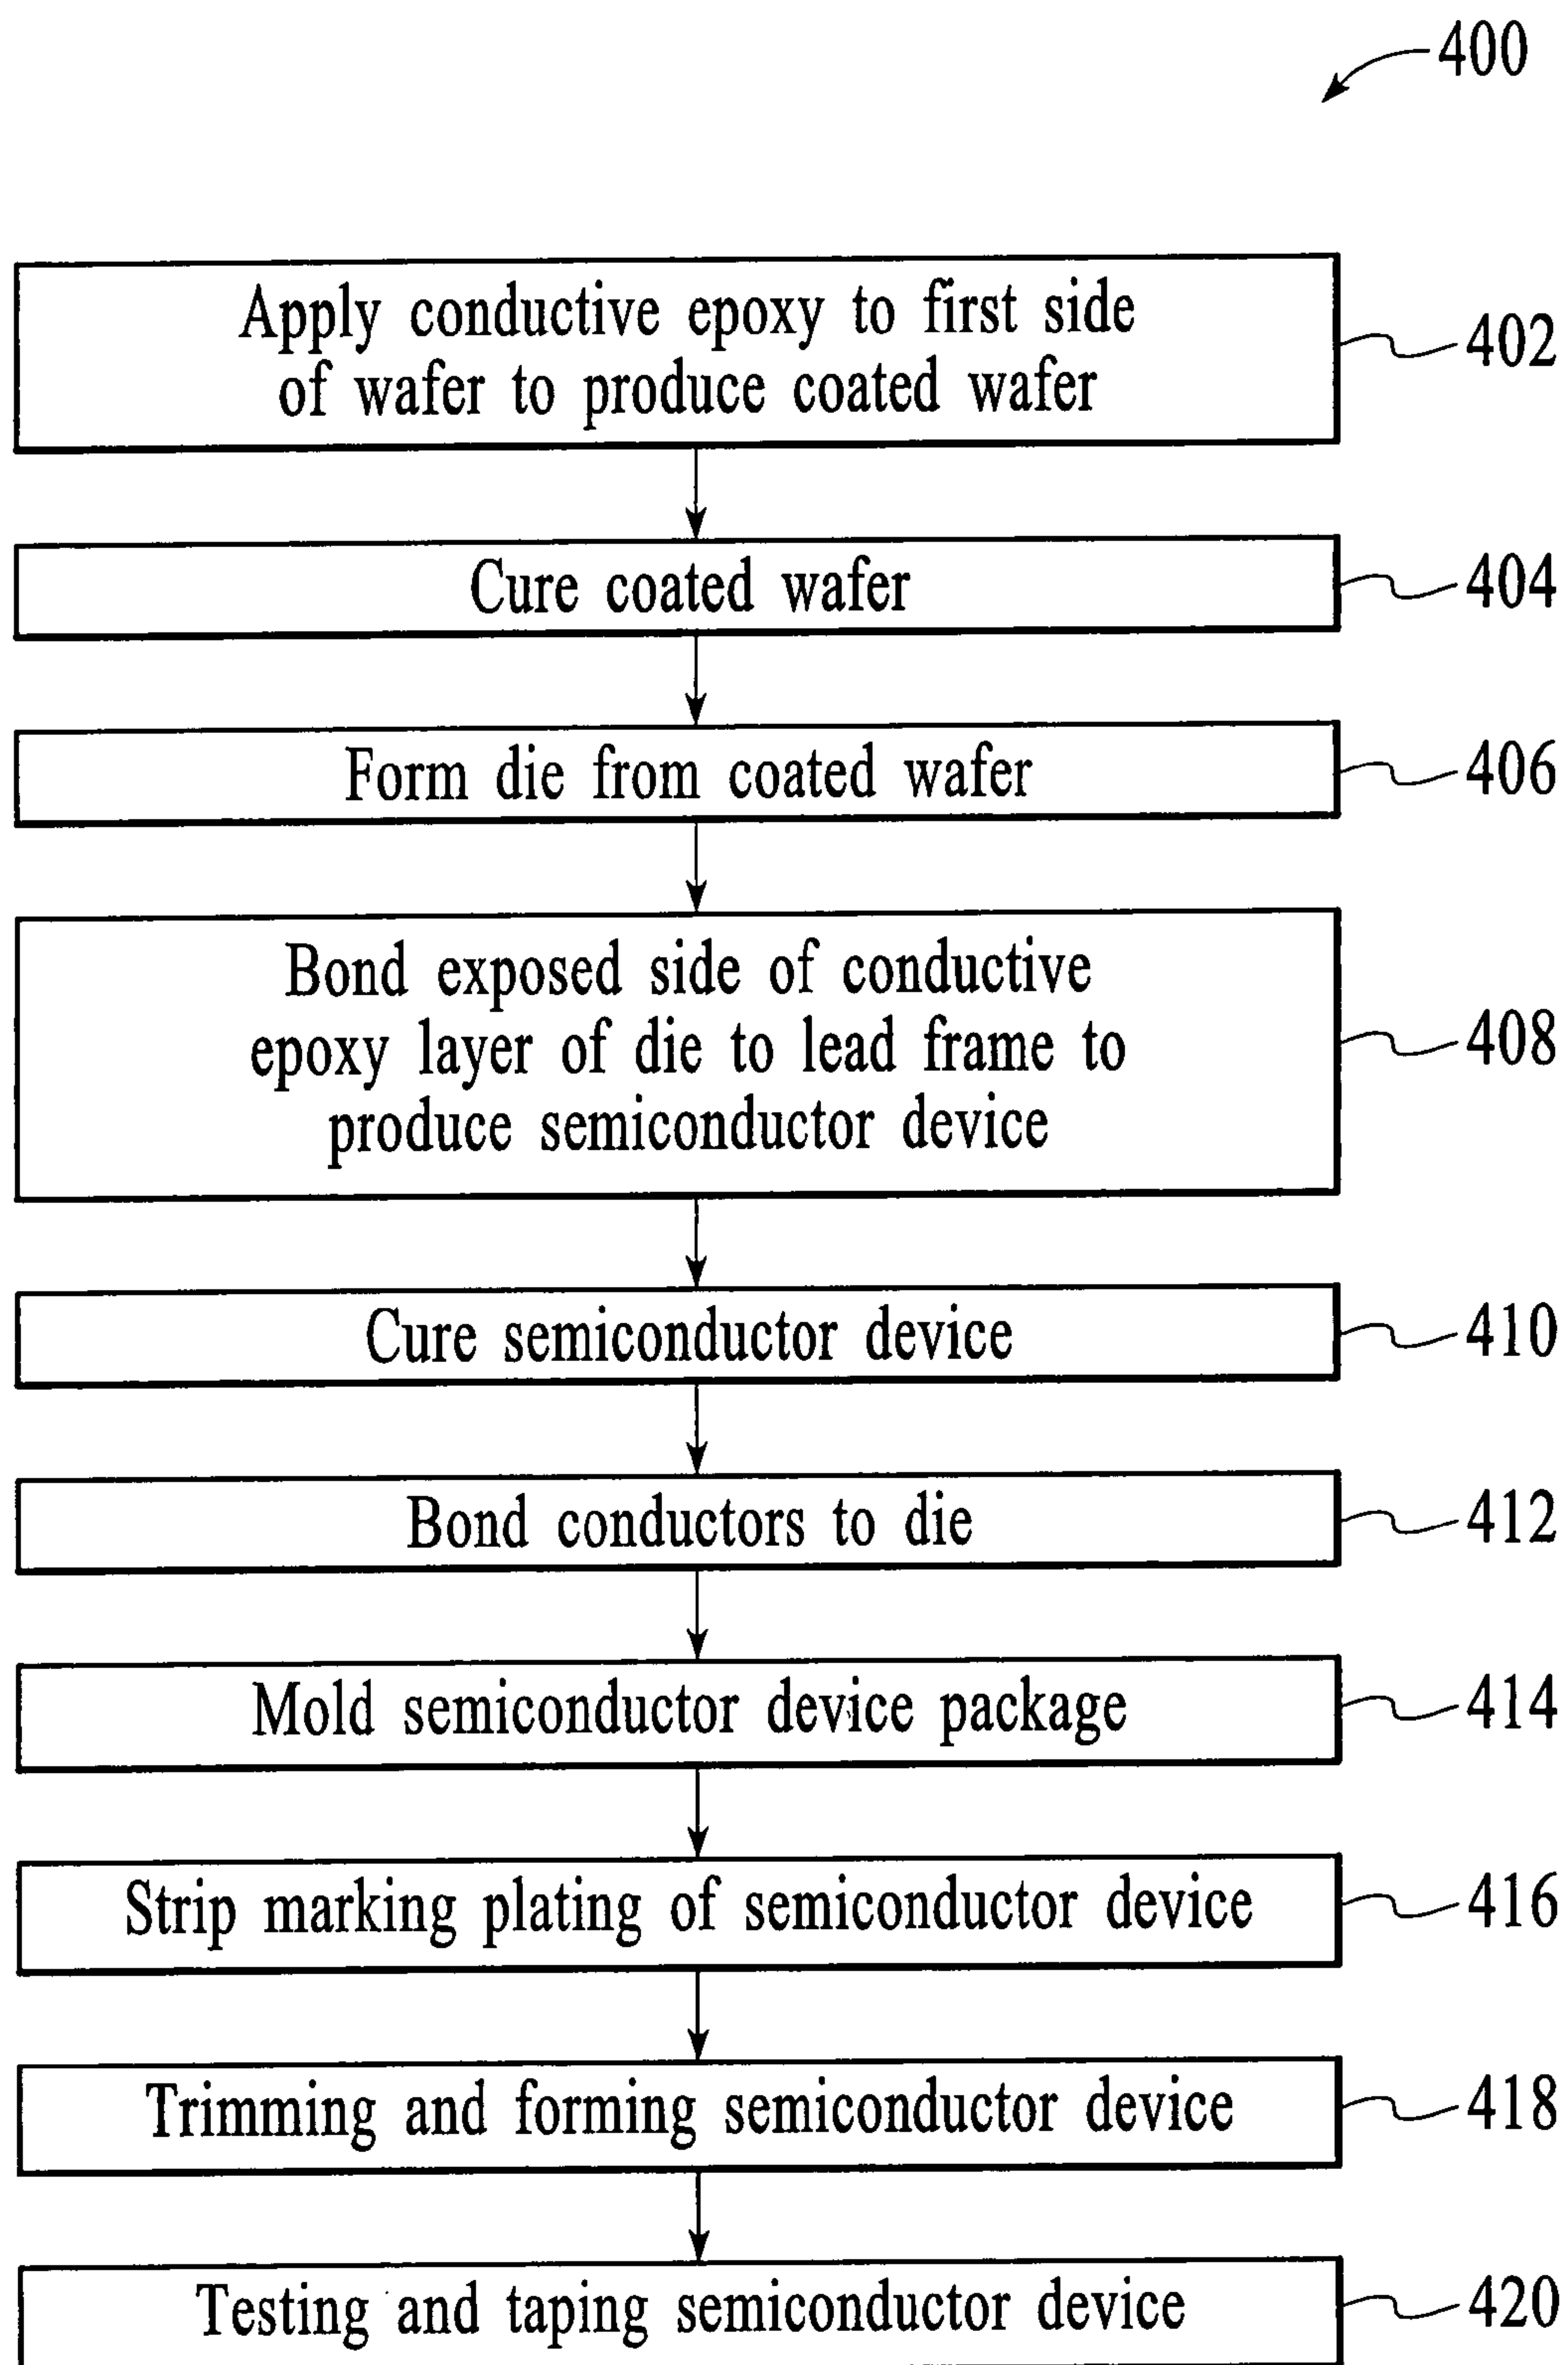 400
Apply conductive epoxy to first side
of wafer to produce coated wafer
402
Cure coated wafer
404
Form die from coated wafer
406
Bond exposed side of conductive
epoxy layer of die to lead frame to
produce semiconductor device
408
Cure semiconductor device
410
Bond conductors to die
412
Mold semiconductor device package
414
Strip marking plating of semiconductor device
416
Trimming and forming semiconductor device
418
Testing and taping semiconductor device
420